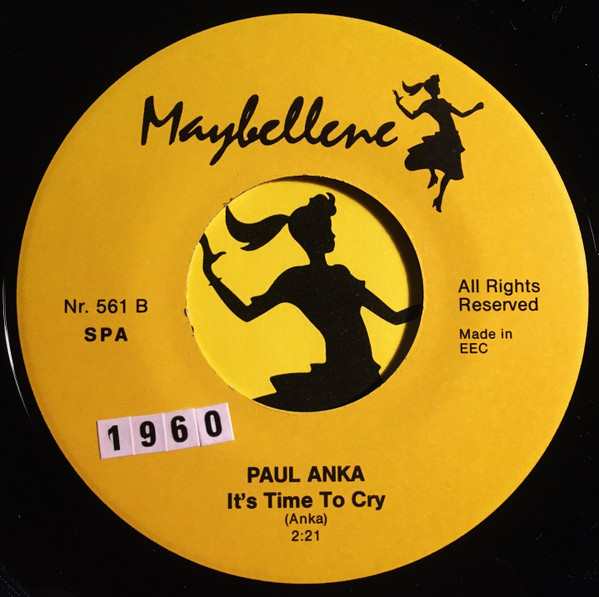 Maybellene
Nr. 561 B
SPA
All Rights
Reserved
Made in
EEC
1960
PAUL ANKA
It's Time To Cry
(Anka)
2:21